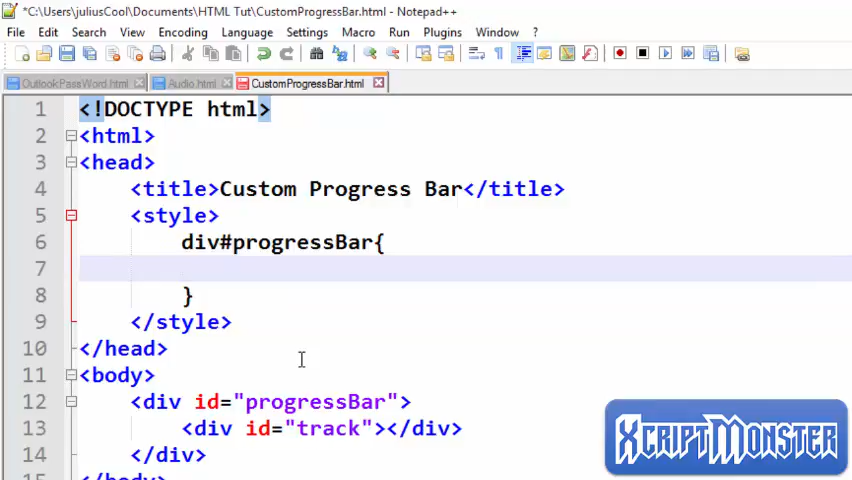 *C:\Users\juliusCool\Documents\HTML Tut\CustomProgressBar.html - Notepad++
File Edit Search View Encoding Language Settings Macro Run Plugins Window ?
OutlookPassWord.html Audio.html CustomProgressBar.html
1 <!DOCTYPE html>
2 <html>
3 <head>
4 <title>Custom Progress Bar</title>
5 <style>
6 div#progressBar{
7
8 }
9 </style>
10 </head>
11 <body>
12 <div id="progressBar">
13 <div id="track"></div>
14 </div>
15 </body>
XCRIPTMONSTER